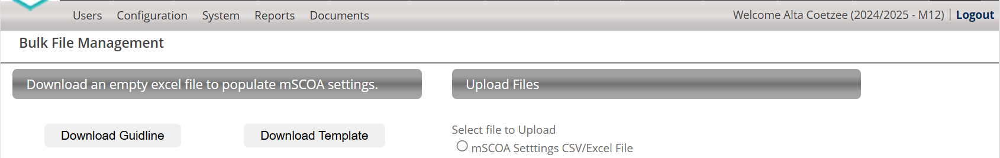 Users Configuration System Reports Documents Welcome Alta Coetzee (2024/2025 - M12) | Logout
Bulk File Management
Download an empty excel file to populate mSCOA settings.
Upload Files
Download Guidline Download Template
Select file to Upload
mSCOA Setttings CSV/Excel File